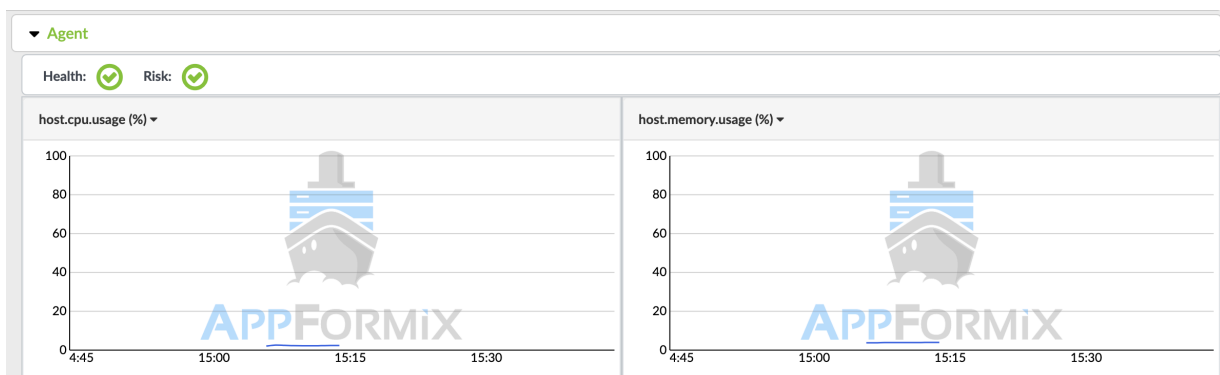 Agent
Health: Risk:
host.cpu.usage (%)
100
80
60
40
20
0
4:45 15:00 15:15 15:30
APPFORMiX
host.memory.usage (%)
100
80
60
40
20
0
4:45 15:00 15:15 15:30
APPFORMiX